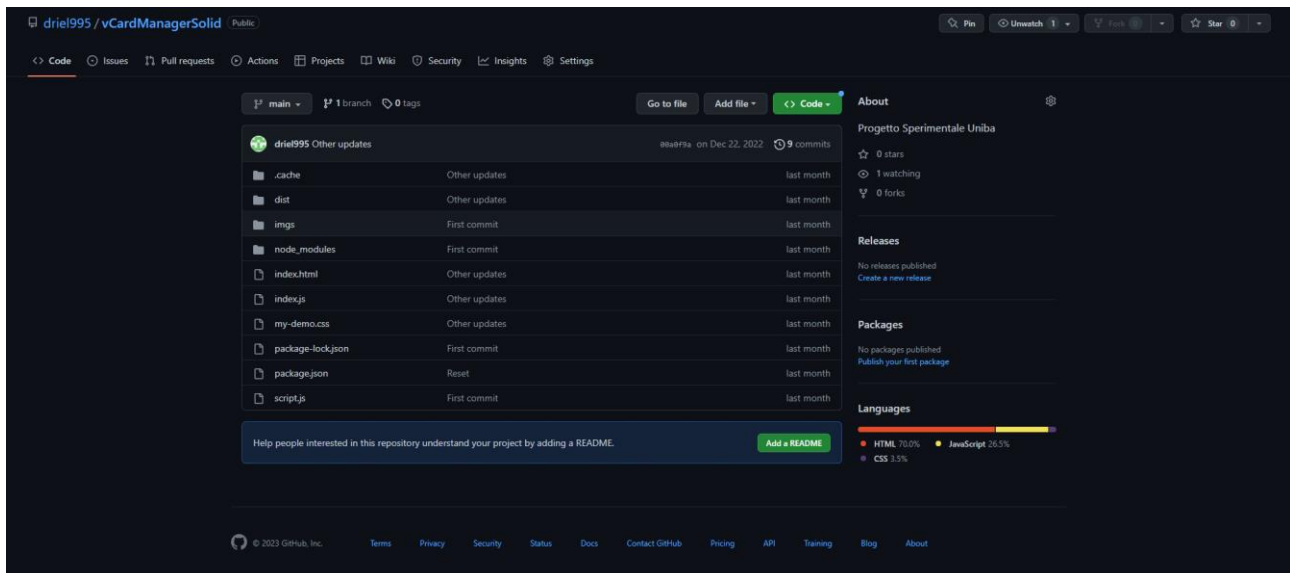 driel995 / vCardManagerSolid Public
Pin
Unwatch 1
Fork 0
Star 0
Code
Issues
Pull requests
Actions
Projects
Wiki
Security
Insights
Settings
main
1 branch
0 tags
Go to file
Add file
Code
driel995 Other updates
on Dec 22, 2022
9 commits
.cache Other updates last month
dist Other updates last month
imgs First commit last month
node_modules First commit last month
index.html Other updates last month
index.js Other updates last month
my-demo.css Other updates last month
package-lock.json First commit last month
package.json Reset last month
script.js First commit last month
Help people interested in this repository understand your project by adding a README.
Add a README
About
Progetto Sperimentale Uniba
0 stars
1 watching
0 forks
Releases
No releases published
Create a new release
Packages
No packages published
Publish your first package
Languages
HTML 70.0% JavaScript 26.5%
CSS 3.5%
© 2023 GitHub, Inc.
Terms
Privacy
Security
Status
Docs
Contact GitHub
Pricing
API
Training
Blog
About